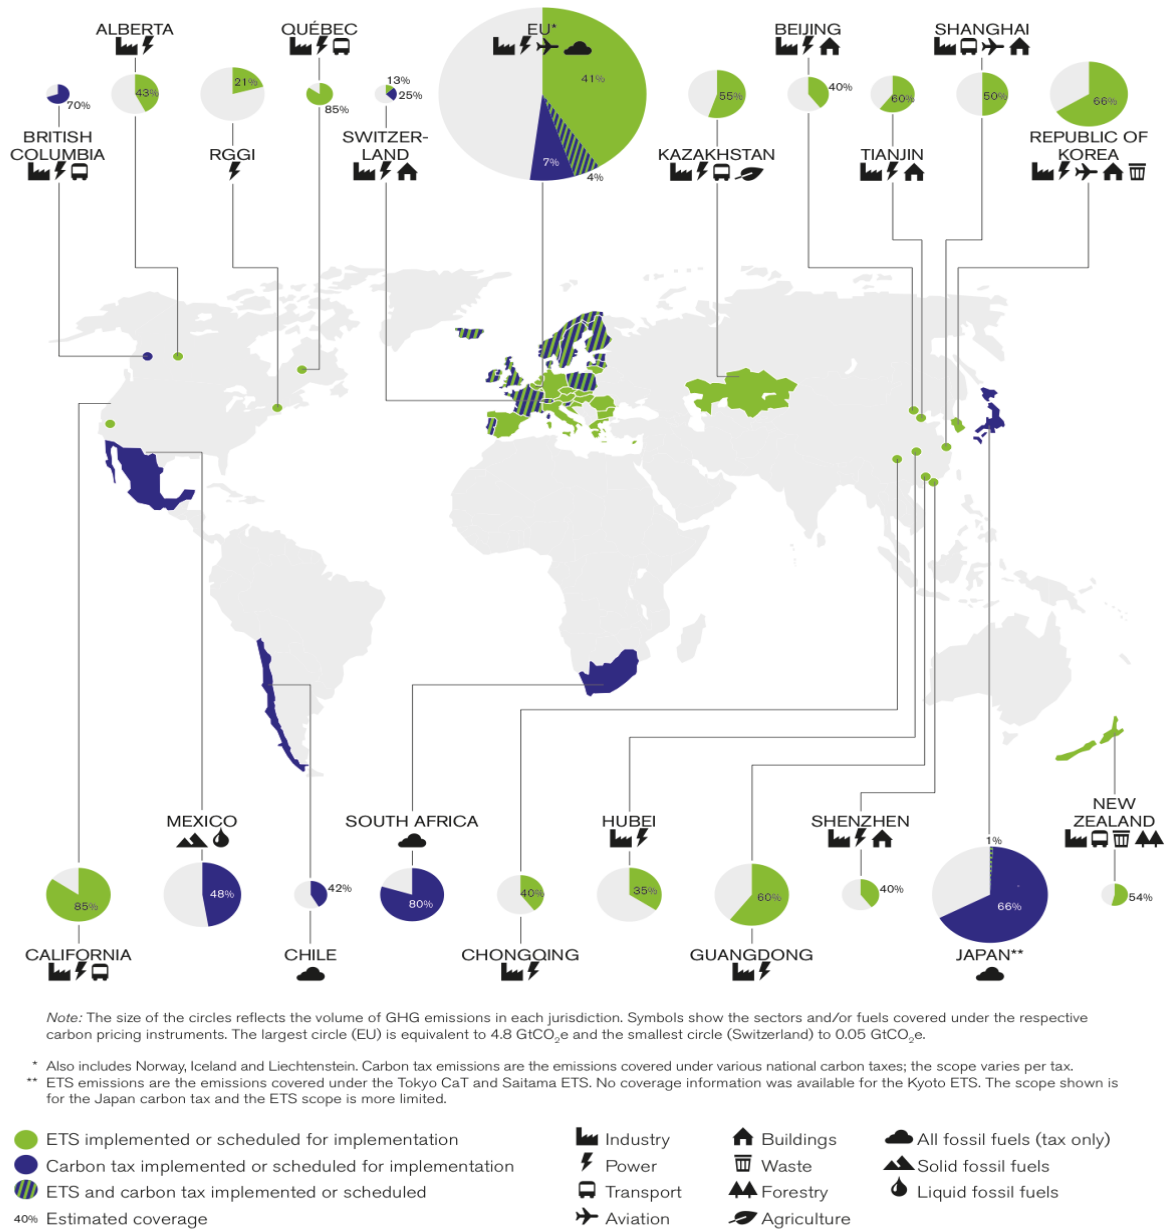 ALBERTA
QUÉBEC
EU*
BEIJING
SHANGHAI
70%
43%
21%
85%
13%
25%
41%
7%
4%
55%
40%
60%
50%
66%
BRITISH
COLUMBIA
RGGI
SWITZER-
LAND
KAZAKHSTAN
TIANJIN
REPUBLIC OF
KOREA
MEXICO
SOUTH AFRICA
HUBEI
SHENZHEN
NEW
ZEALAND
85%
48%
42%
80%
40%
35%
60%
40%
1%
66%
54%
CALIFORNIA
CHILE
CHONGQING
GUANGDONG
JAPAN**
Note: The size of the circles reflects the volume of GHG emissions in each jurisdiction. Symbols show the sectors and/or fuels covered under the respective
carbon pricing instruments. The largest circle (EU) is equivalent to 4.8 GtCO₂e and the smallest circle (Switzerland) to 0.05 GtCO₂e.
* Also includes Norway, Iceland and Liechtenstein. Carbon tax emissions are the emissions covered under various national carbon taxes; the scope varies per tax.
** ETS emissions are the emissions covered under the Tokyo CaT and Saitama ETS. No coverage information was available for the Kyoto ETS. The scope shown is
for the Japan carbon tax and the ETS scope is more limited.
ETS implemented or scheduled for implementation
Carbon tax implemented or scheduled for implementation
ETS and carbon tax implemented or scheduled
40% Estimated coverage
Industry
Power
Transport
Aviation
Buildings
Waste
Forestry
Agriculture
All fossil fuels (tax only)
Solid fossil fuels
Liquid fossil fuels